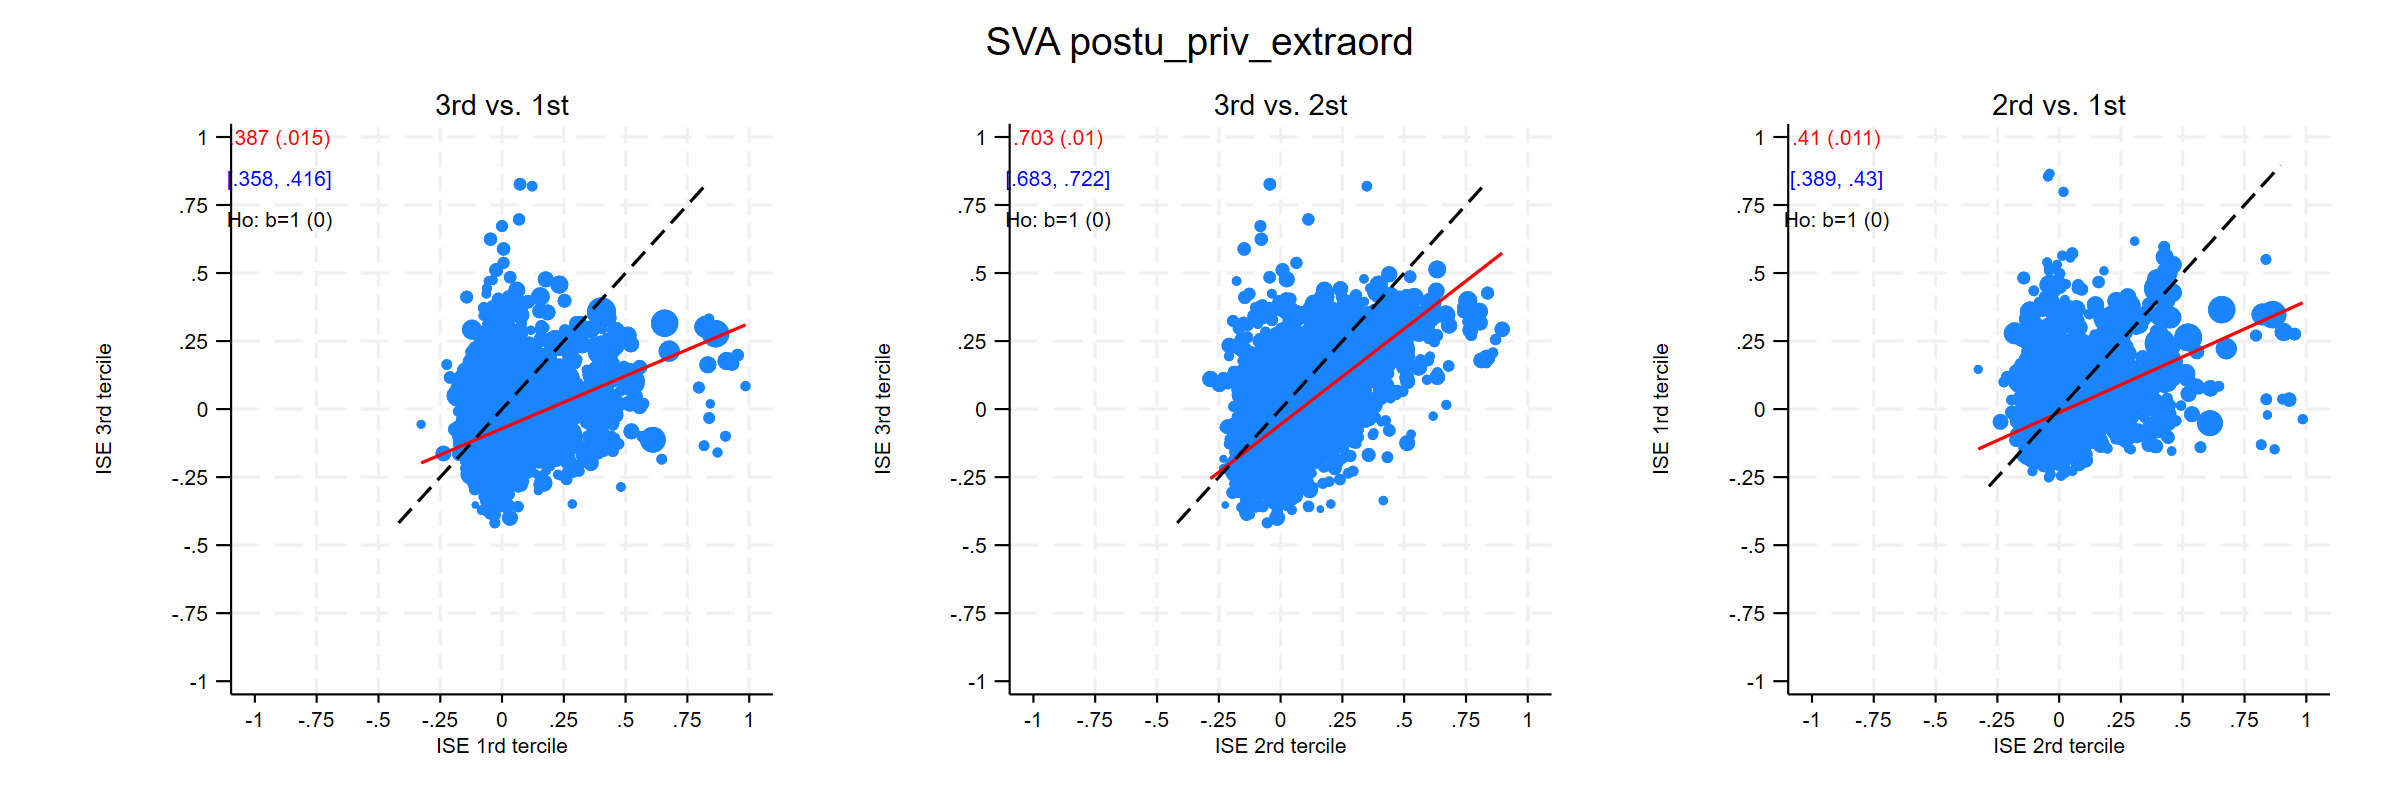 SVA postu_priv_extraord
3rd vs. 1st
.387 (.015)
[.358, .416]
Ho: b=1 (0)
1
.75
.5
.25
0
-.25
-.5
-.75
-1
ISE 3rd tercile
-1 -.75 -.5 -.25 0 .25 .5 .75 1
ISE 1rd tercile
3rd vs. 2st
.703 (.01)
[.683, .722]
Ho: b=1 (0)
1
.75
.5
.25
0
-.25
-.5
-.75
-1
ISE 3rd tercile
-1 -.75 -.5 -.25 0 .25 .5 .75 1
ISE 2rd tercile
2rd vs. 1st
.41 (.011)
[.389, .43]
Ho: b=1 (0)
1
.75
.5
.25
0
-.25
-.5
-.75
-1
ISE 1rd tercile
-1 -.75 -.5 -.25 0 .25 .5 .75 1
ISE 2rd tercile